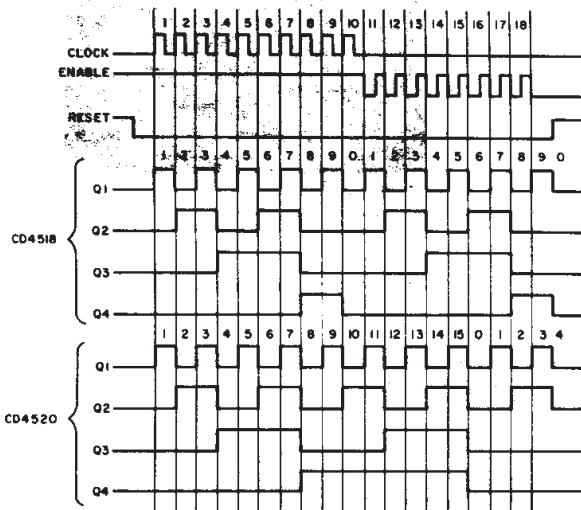 1 2 3 4 5 6 7 8 9 10 11 12 13 14 15 16 17 18
CLOCK
ENABLE
RESET
1 2 3 4 5 6 7 8 9 0 1 2 3 4 5 6 7 8 9 0
Q1
Q2
CD4518
Q3
Q4
1 2 3 4 5 6 7 8 9 10 11 12 13 14 15 0 1 2 3 4
Q1
Q2
CD4520
Q3
Q4